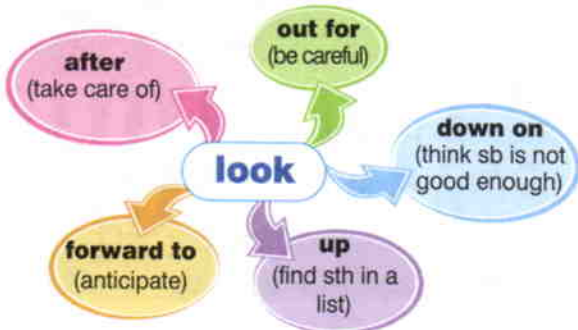 after
(take care of)
out for
(be careful)
down on
(think sb is not
good enough)
look
forward to
(anticipate)
up
(find sth in a
list)